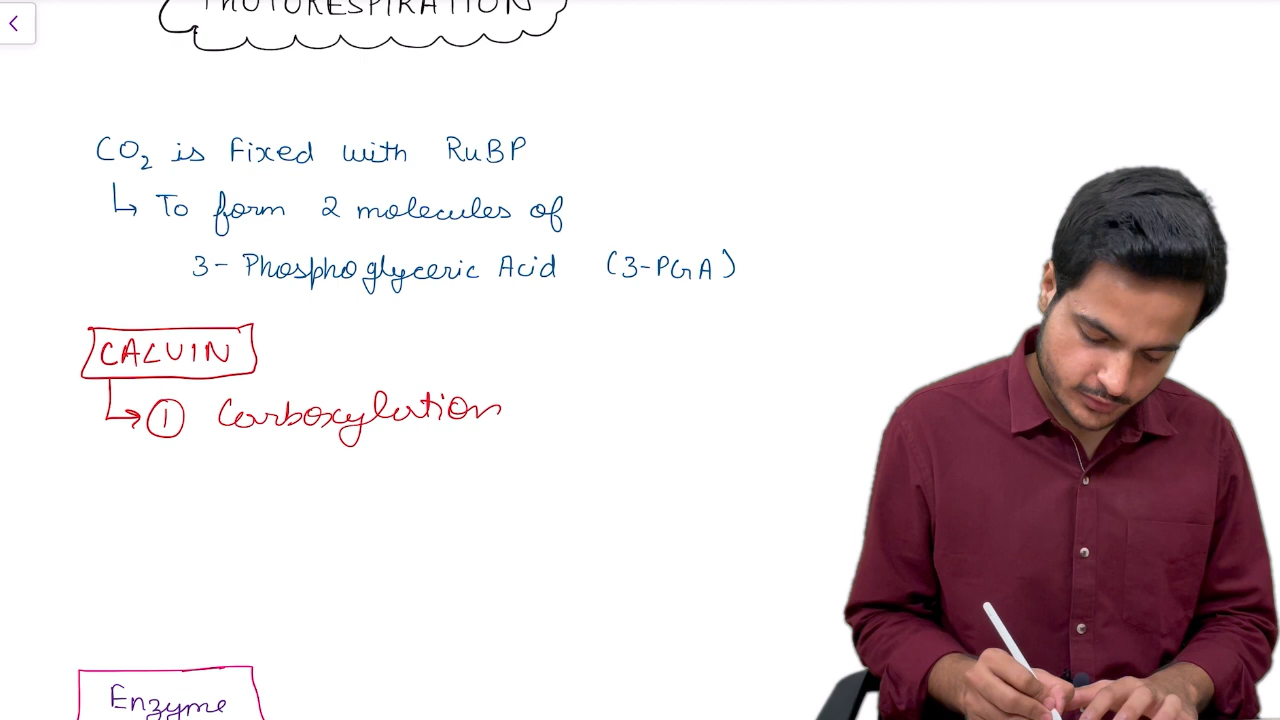 PHOTORESPIRATION
CO₂ is fixed with RuBP
↳ To form 2 molecules of
3-Phosphoglyceric Acid (3-PGA)
CALVIN
↳ ① Carboxylation
Enzyme